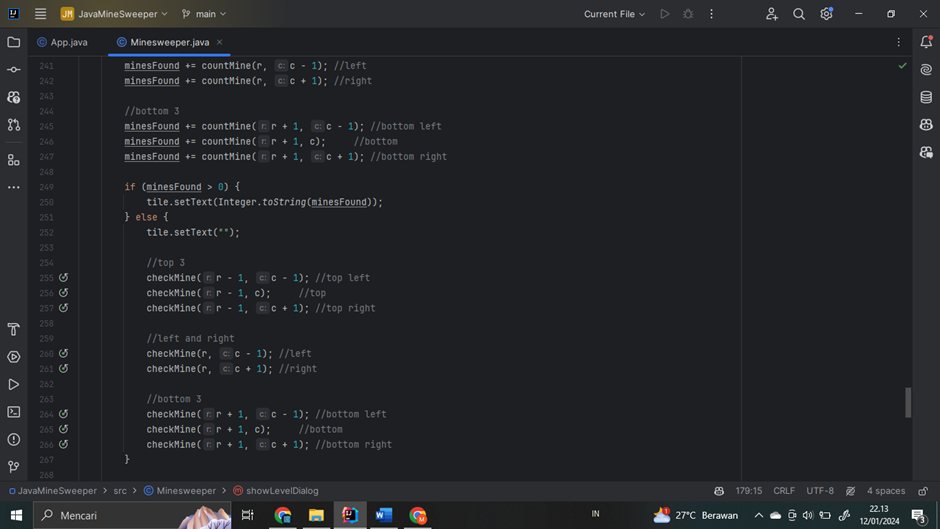 JM JavaMineSweeper main Current File
App.java Minesweeper.java
241 minesFound += countMine(r, c: c - 1); //left
242 minesFound += countMine(r, c: c + 1); //right
243
244 //bottom 3
245 minesFound += countMine( r: r + 1, c: c - 1); //bottom left
246 minesFound += countMine( r: r + 1, c); //bottom
247 minesFound += countMine( r: r + 1, c: c + 1); //bottom right
248
249 if (minesFound > 0) {
250 tile.setText(Integer.toString(minesFound));
251 } else {
252 tile.setText("");
253
254 //top 3
255 checkMine( r: r - 1, c: c - 1); //top left
256 checkMine( r: r - 1, c); //top
257 checkMine( r: r - 1, c: c + 1); //top right
258
259 //left and right
260 checkMine(r, c: c - 1); //left
261 checkMine(r, c: c + 1); //right
262
263 //bottom 3
264 checkMine( r: r + 1, c: c - 1); //bottom left
265 checkMine( r: r + 1, c); //bottom
266 checkMine( r: r + 1, c: c + 1); //bottom right
267 }
268
JavaMineSweeper > src > Minesweeper > showLevelDialog 179:15 CRLF UTF-8 4 spaces
Mencari IN 27°C Berawan 22.13
12/01/2024